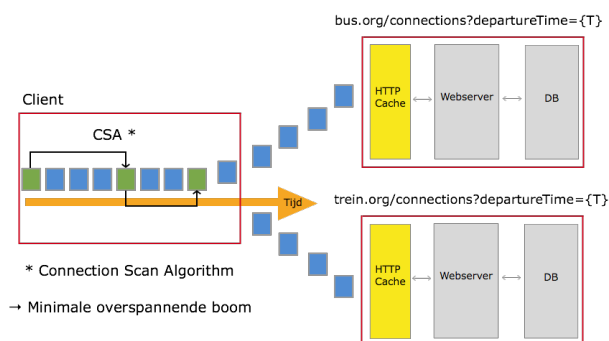 bus.org/connections?departureTime={T}
HTTP
Cache
Webserver
DB
Client
CSA *
Tijd
trein.org/connections?departureTime={T}
HTTP
Cache
Webserver
DB
* Connection Scan Algorithm
→ Minimale overspannende boom